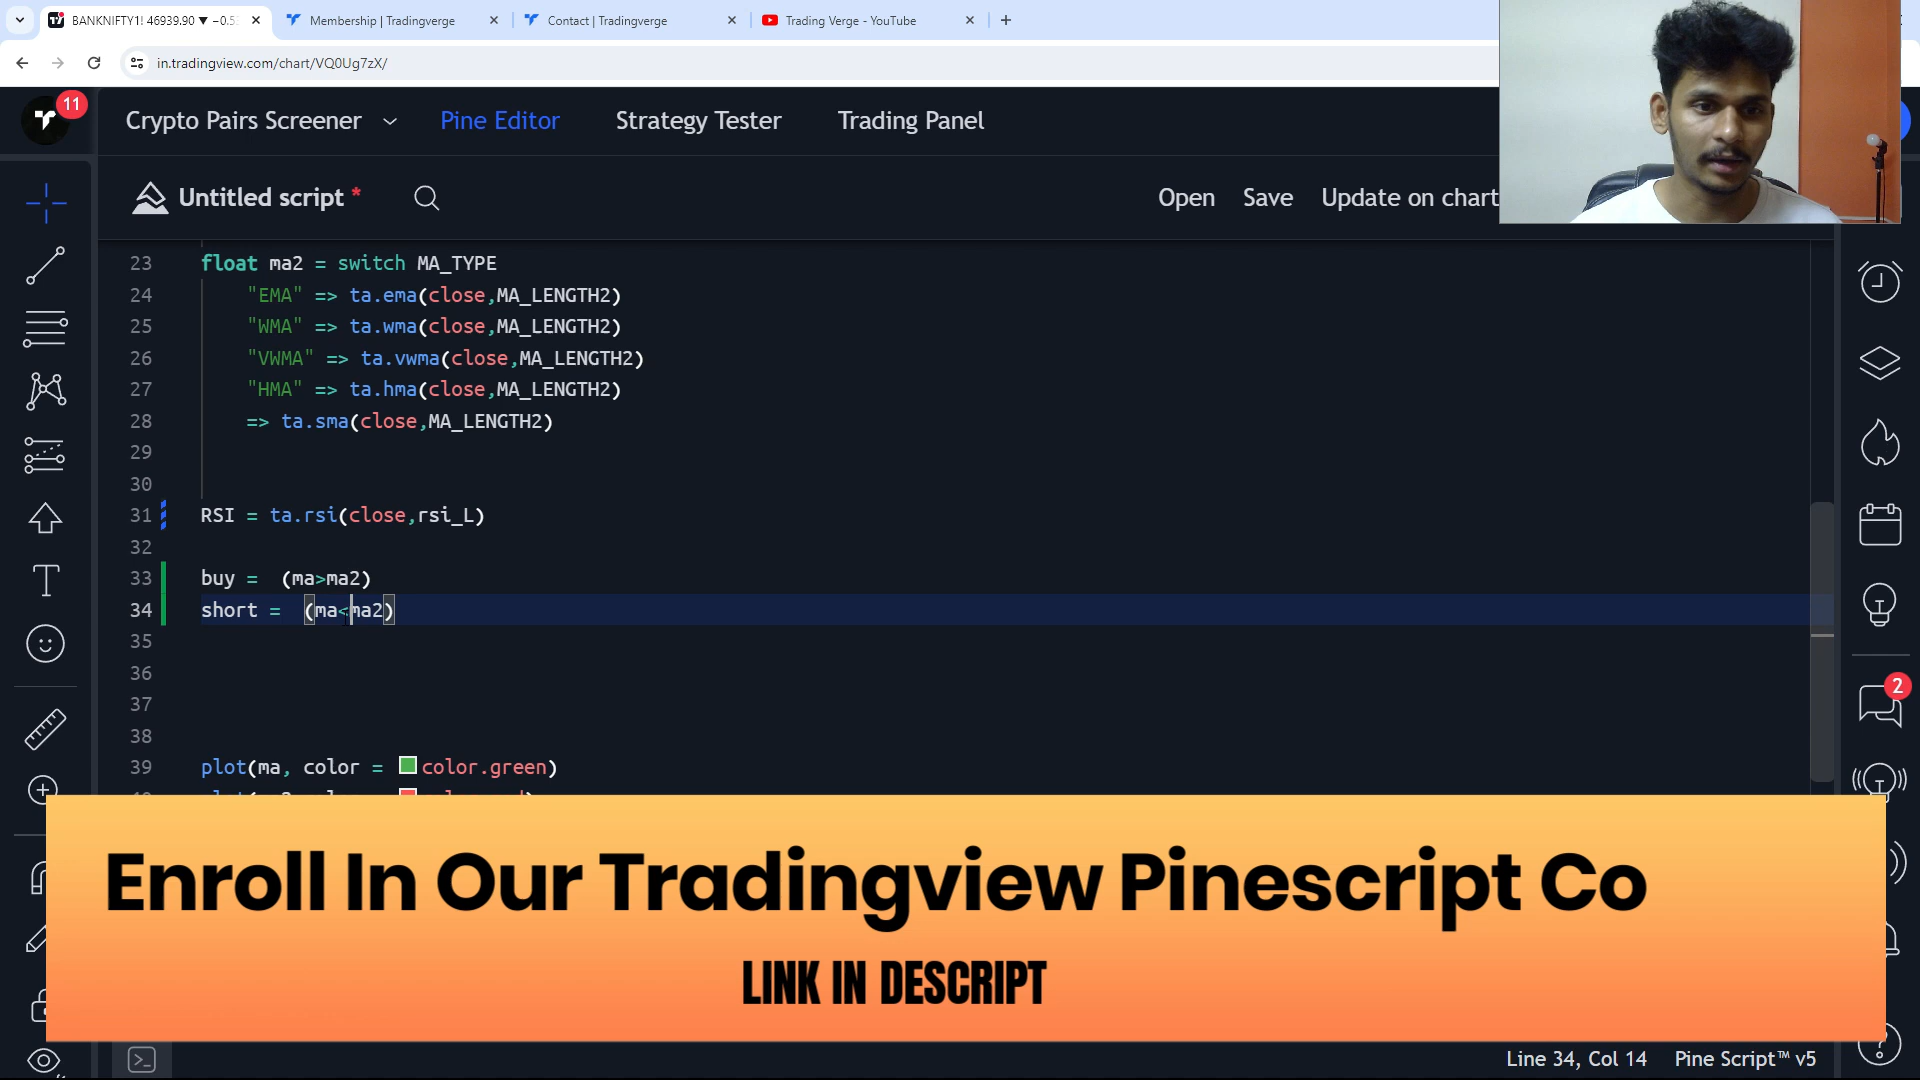 BANKNIFTY1! 46939.90 ▼ −0.5
Membership | Tradingverge
Contact | Tradingverge
Trading Verge - YouTube
in.tradingview.com/chart/VQ0Ug7zX/
11
Crypto Pairs Screener
Pine Editor
Strategy Tester
Trading Panel
Untitled script *
Open
Save
Update on chart
23 float ma2 = switch MA_TYPE
24 "EMA" => ta.ema(close,MA_LENGTH2)
25 "WMA" => ta.wma(close,MA_LENGTH2)
26 "VWMA" => ta.vwma(close,MA_LENGTH2)
27 "HMA" => ta.hma(close,MA_LENGTH2)
28 => ta.sma(close,MA_LENGTH2)
29
30
31 RSI = ta.rsi(close,rsi_L)
32
33 buy = (ma>ma2)
34 short = (ma<ma2)
35
36
37
38
39 plot(ma, color = color.green)
2
Enroll In Our Tradingview Pinescript Co
LINK IN DESCRIPT
Line 34, Col 14
Pine Script™ v5